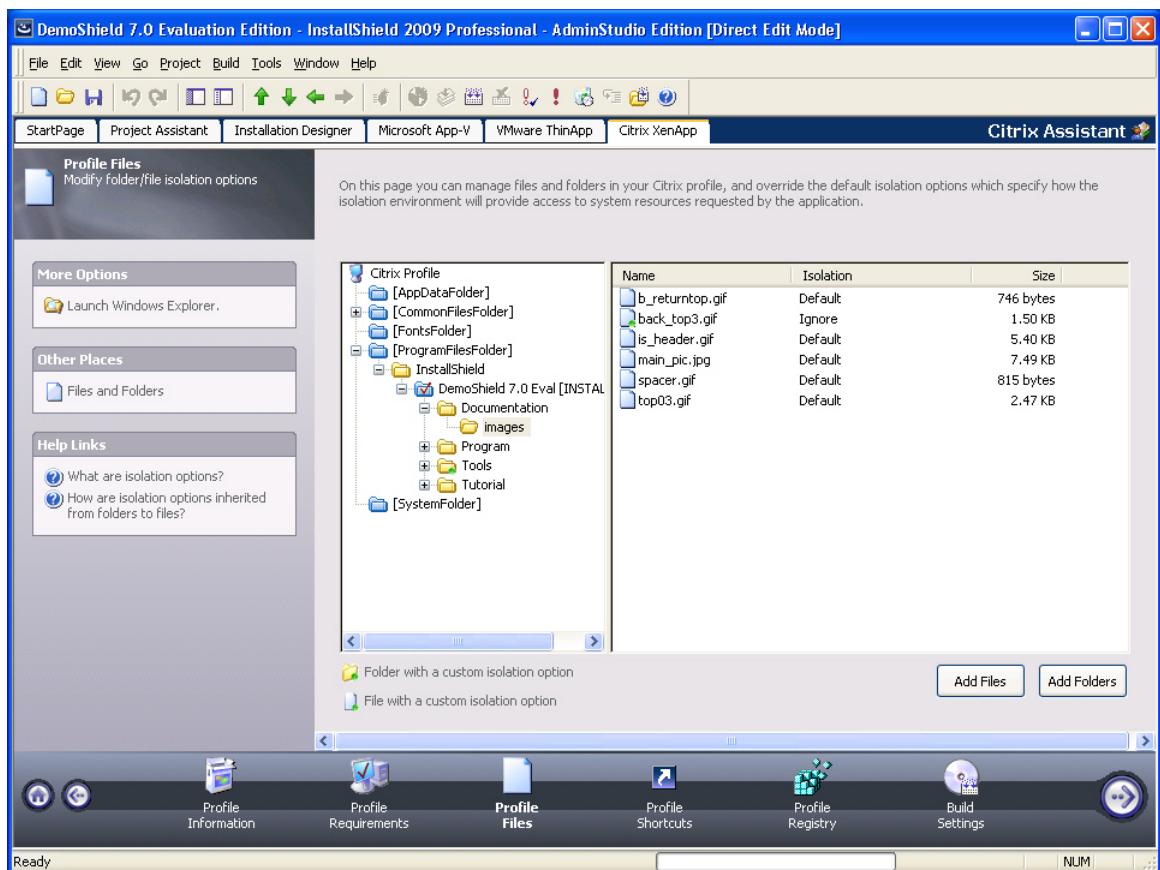 DemoShield 7.0 Evaluation Edition - InstallShield 2009 Professional - AdminStudio Edition [Direct Edit Mode]
File Edit View Go Project Build Tools Window Help
StartPage Project Assistant Installation Designer Microsoft App-V VMware ThinApp Citrix XenApp Citrix Assistant
Profile Files
Modify folder/file isolation options
On this page you can manage files and folders in your Citrix profile, and override the default isolation options which specify how the
isolation environment will provide access to system resources requested by the application.
More Options
Launch Windows Explorer.
Other Places
Files and Folders
Help Links
What are isolation options?
How are isolation options inherited
from folders to files?
Citrix Profile
[AppDataFolder]
[CommonFilesFolder]
[FontsFolder]
[ProgramFilesFolder]
InstallShield
DemoShield 7.0 Eval [INSTAL
Documentation
images
Program
Tools
Tutorial
[SystemFolder]
Name Isolation Size
b_returntop.gif Default 746 bytes
back_top3.gif Ignore 1.50 KB
is_header.gif Default 5.40 KB
main_pic.jpg Default 7.49 KB
spacer.gif Default 815 bytes
top03.gif Default 2.47 KB
Folder with a custom isolation option
File with a custom isolation option
Add Files Add Folders
Profile Information
Profile Requirements
Profile Files
Profile Shortcuts
Profile Registry
Build Settings
Ready NUM